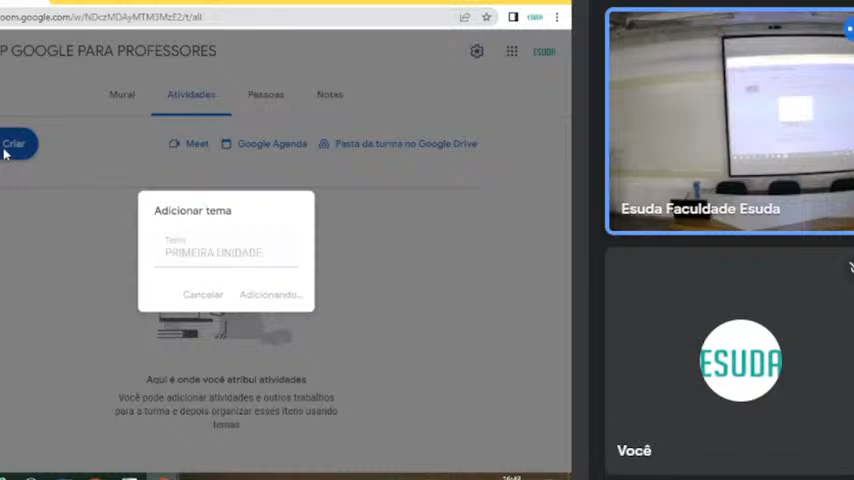 oom.google.com/w/NDczMDAyMTM3MzE2/t/all
ESUDA
P GOOGLE PARA PROFESSORES
ESUDA
Mural Atividades Pessoas Notas
Criar
Meet Google Agenda Pasta da turma no Google Drive
Adicionar tema
Tema
PRIMEIRA UNIDADE
Cancelar Adicionando...
Aqui é onde você atribui atividades
Você pode adicionar atividades e outros trabalhos
para a turma e depois organizar esses itens usando
temas
Esuda Faculdade Esuda
ESUDA
Você